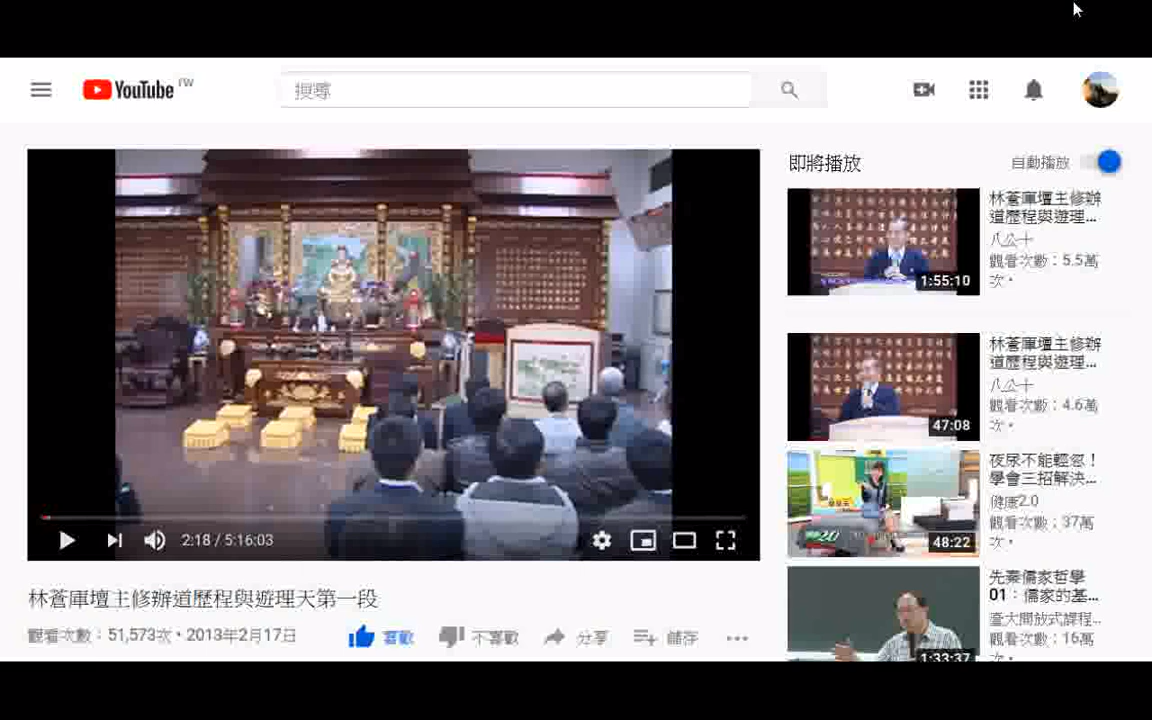 YouTube TW
搜尋
即將播放
自動播放
林蒼庫壇主修辦
道歷程與遊理...
八公十
觀看次數：5.5萬
次・
1:55:10
林蒼庫壇主修辦
道歷程與遊理...
八公十
觀看次數：4.6萬
次・
47:08
夜尿不能輕忽！
學會三招解決...
健康2.0
觀看次數：37萬
次・
48:22
先秦儒家哲學
01：儒家的基...
臺大開放式課程...
觀看次數：16萬
次・
1:33:37
2:18 / 5:16:03
林蒼庫壇主修辦道歷程與遊理天第一段
觀看次數：51,573次・2013年2月17日
喜歡
不喜歡
分享
儲存